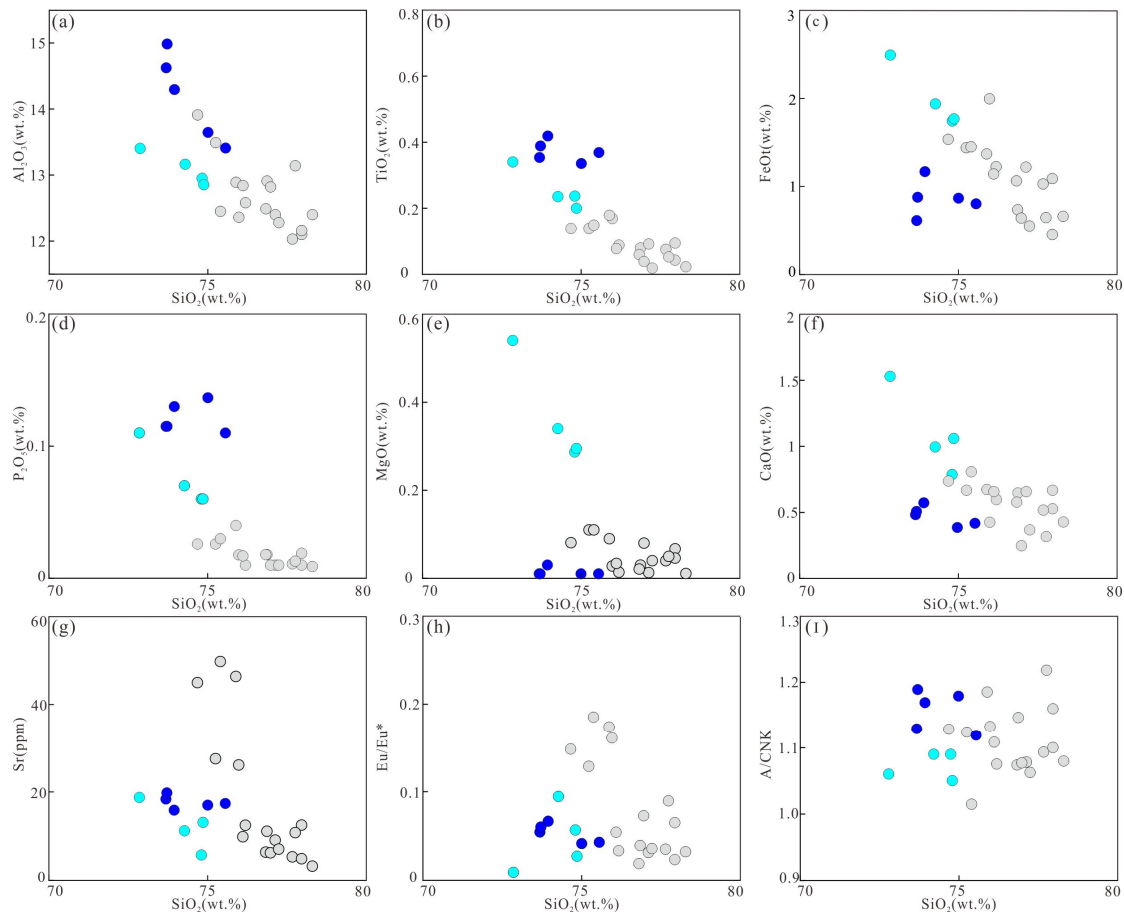 (a)
15
14
13
12
Al₂O₃(wt.%)
70
75
80
SiO₂(wt.%)
(b)
0.8
0.6
0.4
0.2
0
TiO₂(wt.%)
70
75
80
SiO₂(wt.%)
(c)
3
2
1
0
FeOt(wt.%)
70
75
80
SiO₂(wt.%)
(d)
0.2
0.1
0
P₂O₅(wt.%)
70
75
80
SiO₂(wt.%)
(e)
0.6
0.4
0.2
0
MgO(wt.%)
70
75
80
SiO₂(wt.%)
(f)
2
1.5
1
0.5
0
CaO(wt.%)
70
75
80
SiO₂(wt.%)
(g)
60
40
20
0
Sr(ppm)
70
75
80
SiO₂(wt.%)
(h)
0.3
0.2
0.1
0
Eu/Eu*
70
75
80
SiO₂(wt.%)
(I)
1.3
1.2
1.1
1.0
0.9
A/CNK
70
75
80
SiO₂(wt.%)